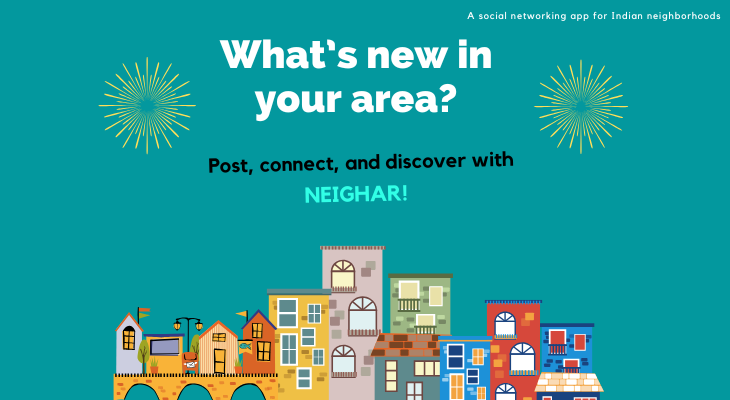 A social networking app for Indian neighborhoods
What's new in
your area?
Post, connect, and discover with
NEIGHAR!